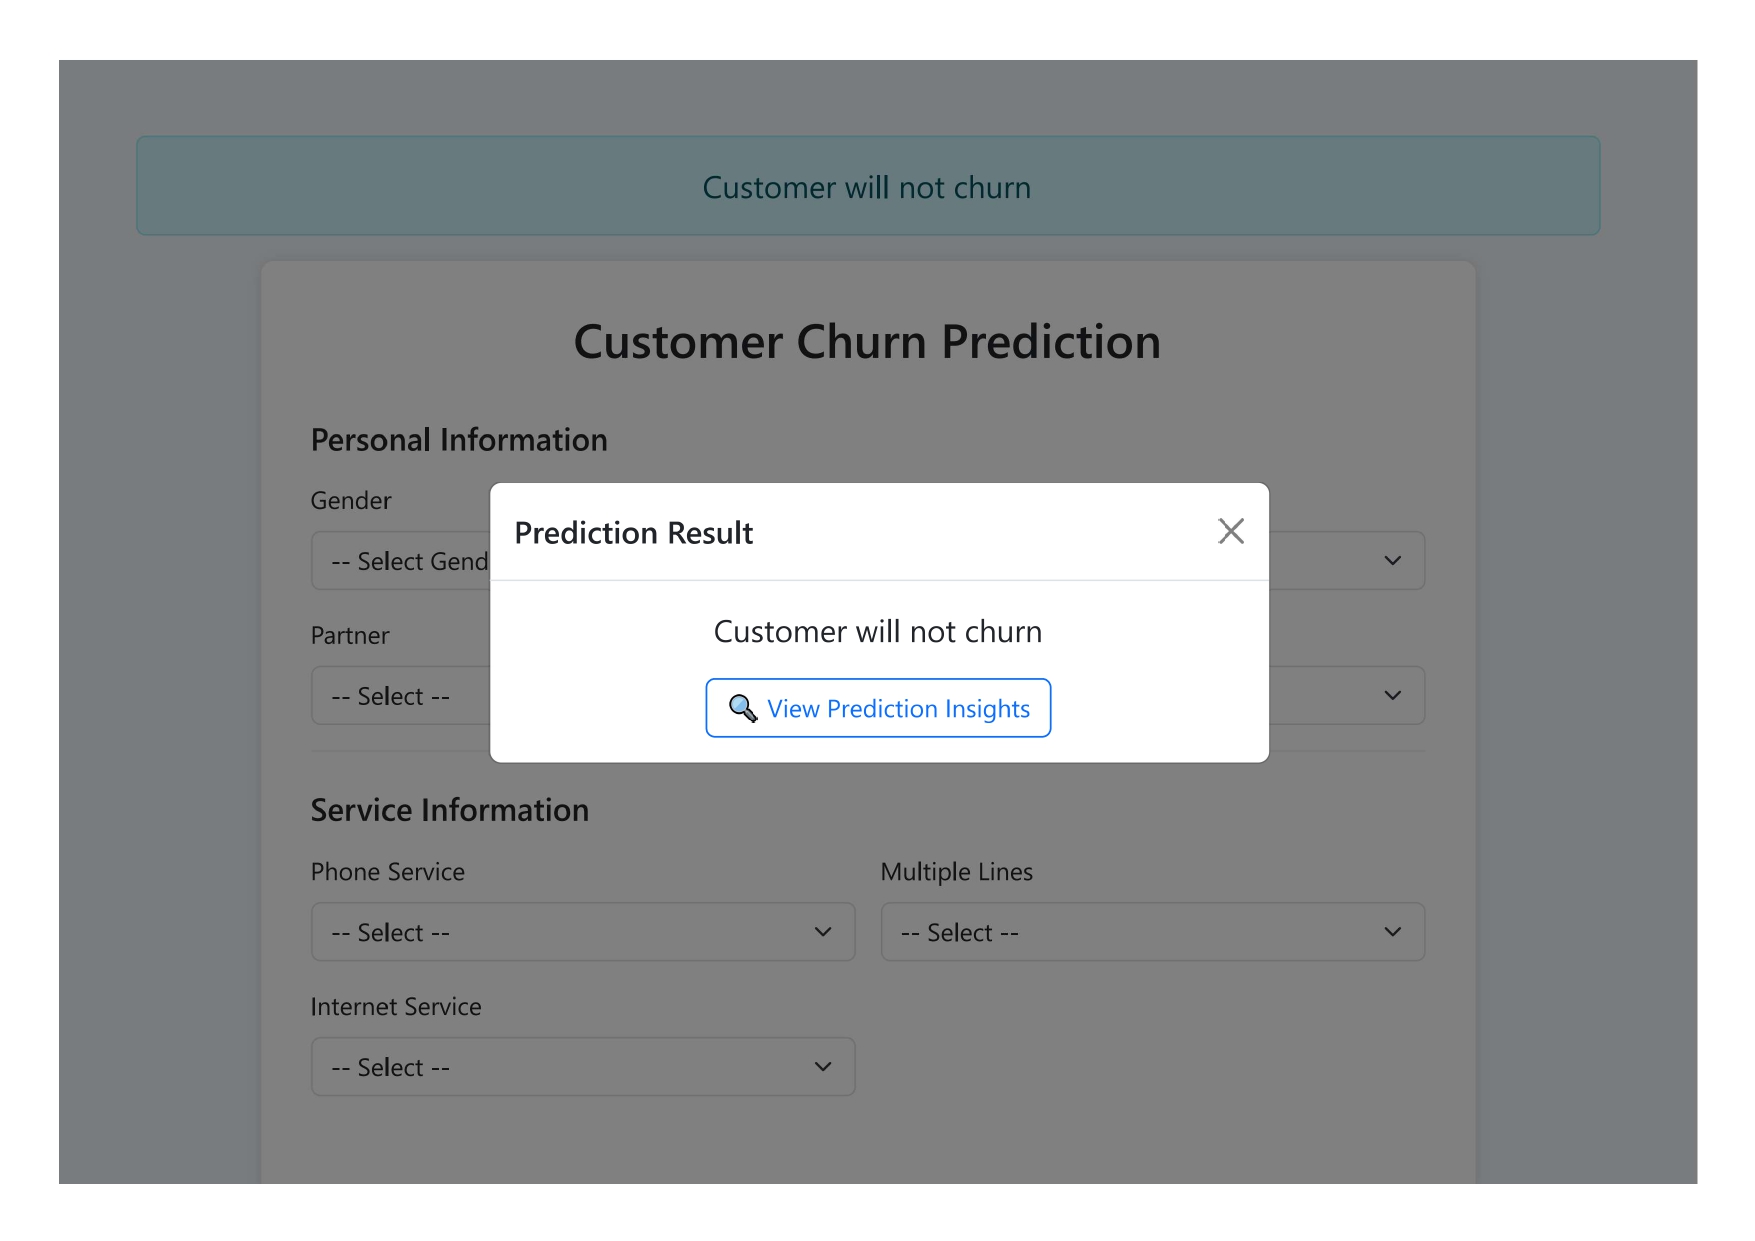 Customer will not churn
Customer Churn Prediction
Personal Information
Gender
-- Select Gend
Partner
-- Select --
Prediction Result
Customer will not churn
🔍 View Prediction Insights
Service Information
Phone Service
Multiple Lines
-- Select --
-- Select --
Internet Service
-- Select --